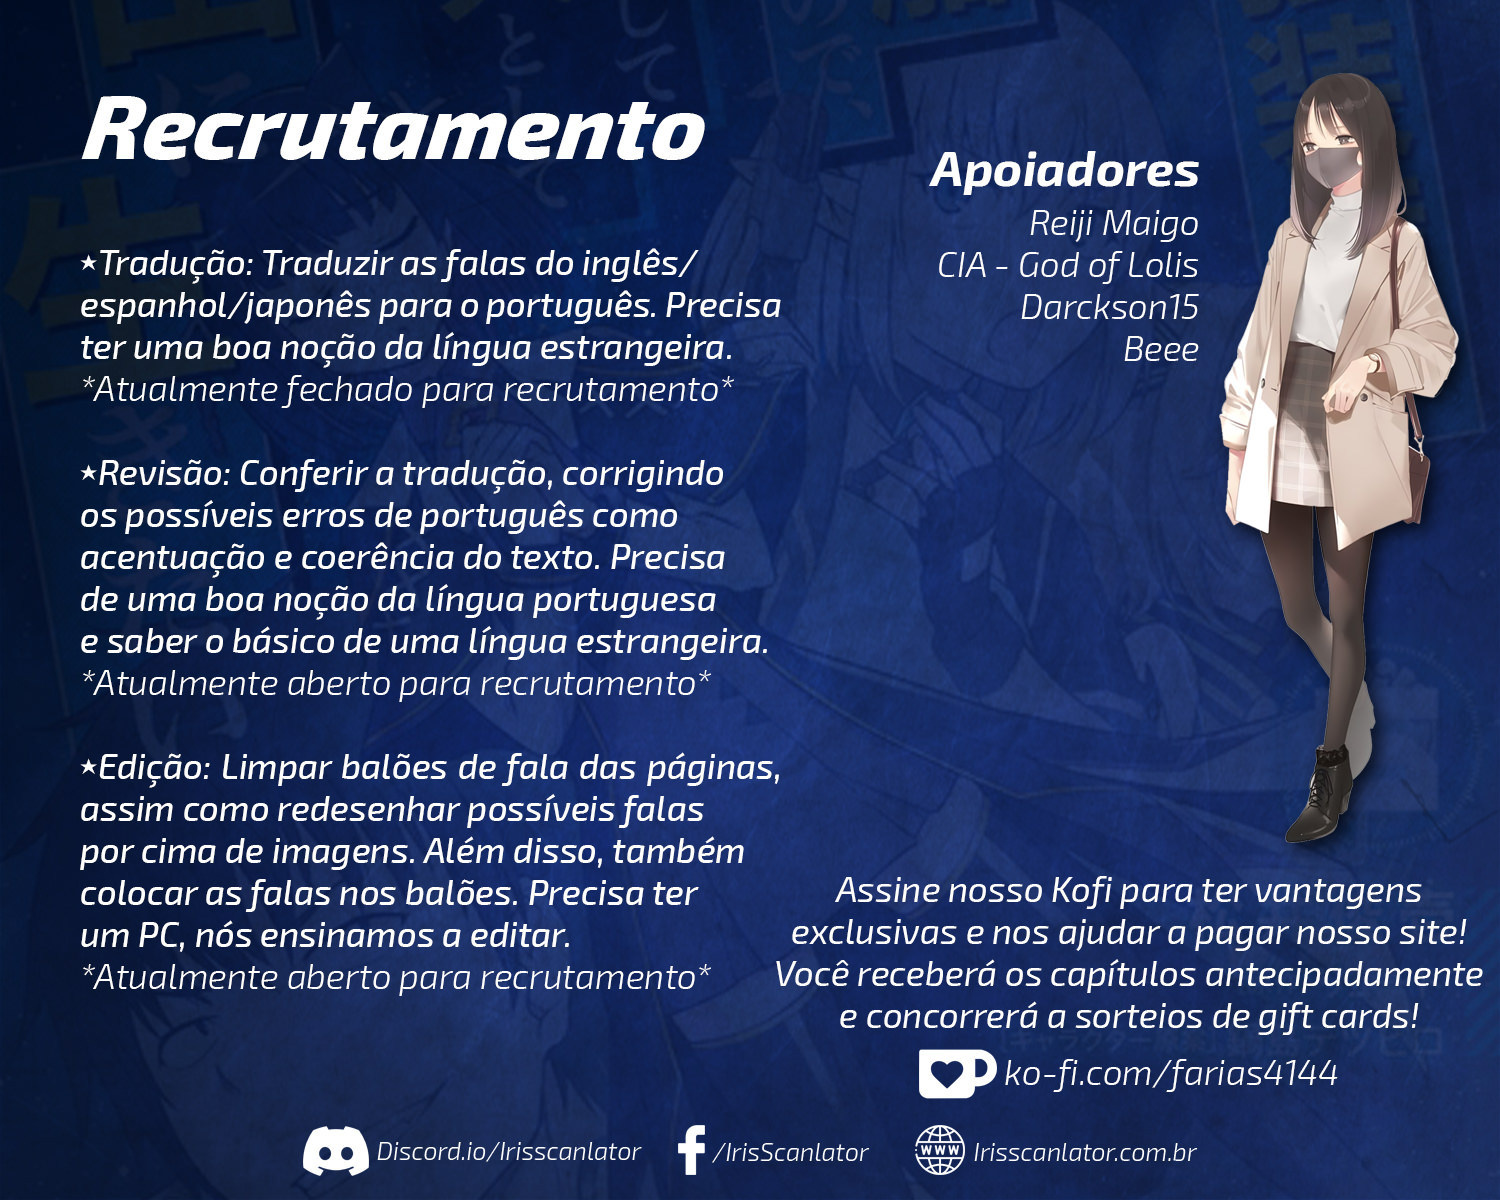 Recrutamento
★Tradução: Traduzir as falas do inglês/
espanhol/japonês para o português. Precisa
ter uma boa noção da língua estrangeira.
*Atualmente fechado para recrutamento*
★Revisão: Conferir a tradução, corrigindo
os possíveis erros de português como
acentuação e coerência do texto. Precisa
de uma boa noção da língua portuguesa
e saber o básico de uma língua estrangeira.
*Atualmente aberto para recrutamento*
★Edição: Limpar balões de fala das páginas,
assim como redesenhar possíveis falas
por cima de imagens. Além disso, também
colocar as falas nos balões. Precisa ter
um PC, nós ensinamos a editar.
*Atualmente aberto para recrutamento*
Apoiadores
Reiji Maigo
CIA - God of Lolis
Darckson15
Beee
Assine nosso Kofi para ter vantagens
exclusivas e nos ajudar a pagar nosso site!
Você receberá os capítulos antecipadamente
e concorrerá a sorteios de gift cards!
ko-fi.com/farias4144
Discord.io/Irisscanlator
/IrisScanlator
WWW
Irisscanlator.com.br